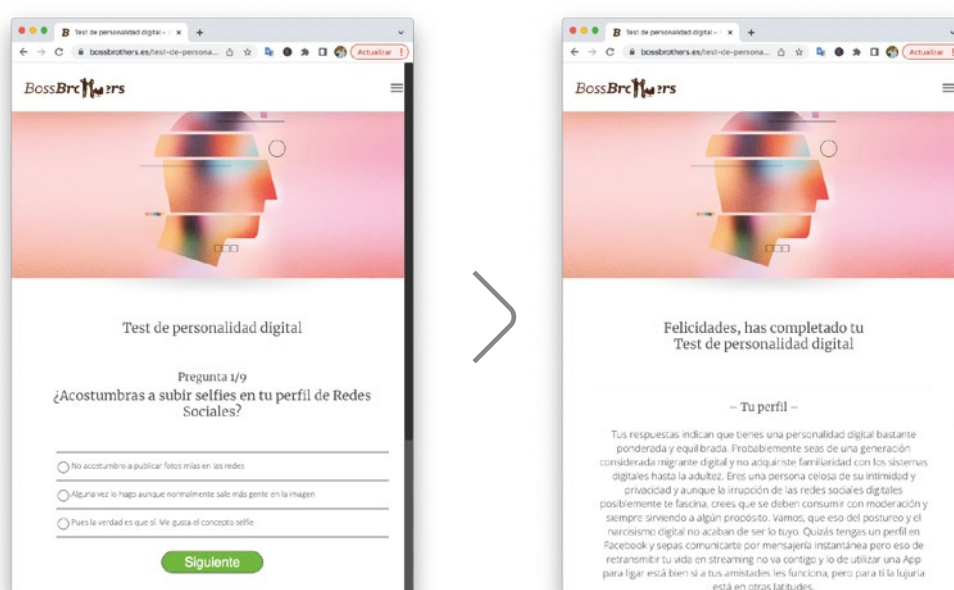 Test de personalidad digital - 
bossbrothers.es/test-de-persona...
Actualizar
BossBrothers
Test de personalidad digital
Pregunta 1/9
¿Acostumbras a subir selfies en tu perfil de Redes
Sociales?
No acostumbro a publicar fotos mías en las redes
Alguna vez lo hago aunque normalmente sale más gente en la imagen
Pues la verdad es que sí. Me gusta el concepto selfie
Siguiente
Test de personalidad digital - 
bossbrothers.es/test-de-persona...
Actualizar
BossBrothers
Felicidades, has completado tu
Test de personalidad digital
– Tu perfil –
Tus respuestas indican que tienes una personalidad digital bastante
ponderada y equilibrada. Probablemente seas de una generación
considerada migrante digital y no adquiriste familiaridad con los sistemas
digitales hasta la adultez. Eres una persona celosa de su intimidad y
privacidad y aunque la irrupción de las redes sociales digitales
posiblemente te fascina, crees que se deben consumir con moderación y
siempre sirviendo a algún propósito. Vamos, que eso del postureo y el
narcisismo digital no acaban de ser lo tuyo. Quizás tengas un perfil en
Facebook y sepas comunicarte por mensajería instantánea pero eso de
retransmitir tu vida en streaming no va contigo y lo de utilizar una App
para ligar está bien si a tus amistades les funciona, pero para ti la lujuria
está en otras latitudes.